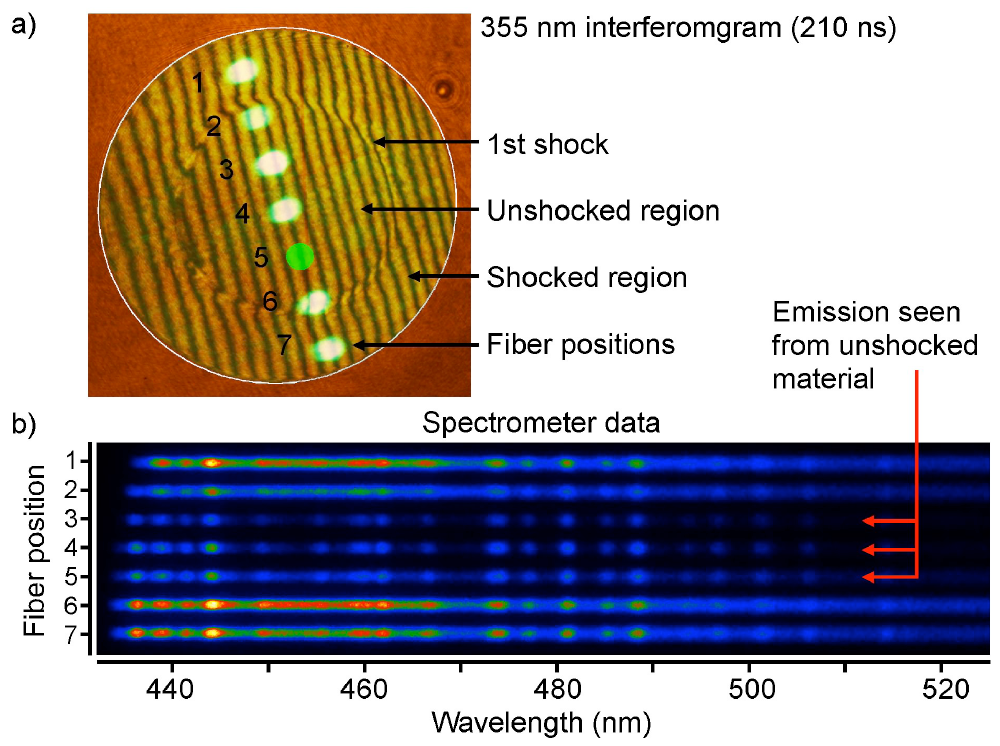 a)
355 nm interferomgram (210 ns)
1
2
3
4
5
6
7
1st shock
Unshocked region
Shocked region
Fiber positions
Emission seen
from unshocked
material
b)
Spectrometer data
Fiber position
1
2
3
4
5
6
7
440 460 480 500 520
Wavelength (nm)